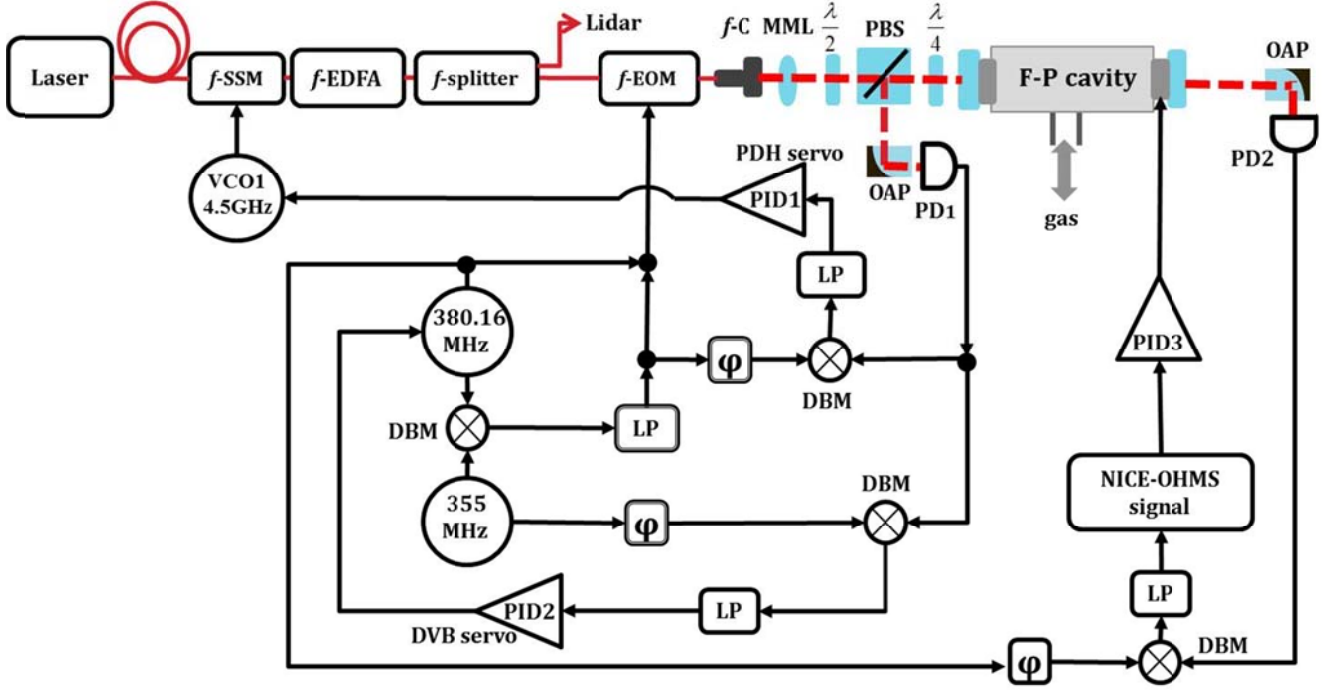 Lidar
Laser
f-SSM
f-EDFA
f-splitter
f-EOM
f-C
MML
λ
2
PBS
λ
4
F-P cavity
OAP
PD2
VCO1
4.5GHz
PDH servo
PID1
OAP
PD1
gas
LP
380.16
MHz
φ
DBM
PID3
DBM
LP
355
MHz
φ
DBM
NICE-OHMS
signal
PID2
DVB servo
LP
LP
φ
DBM